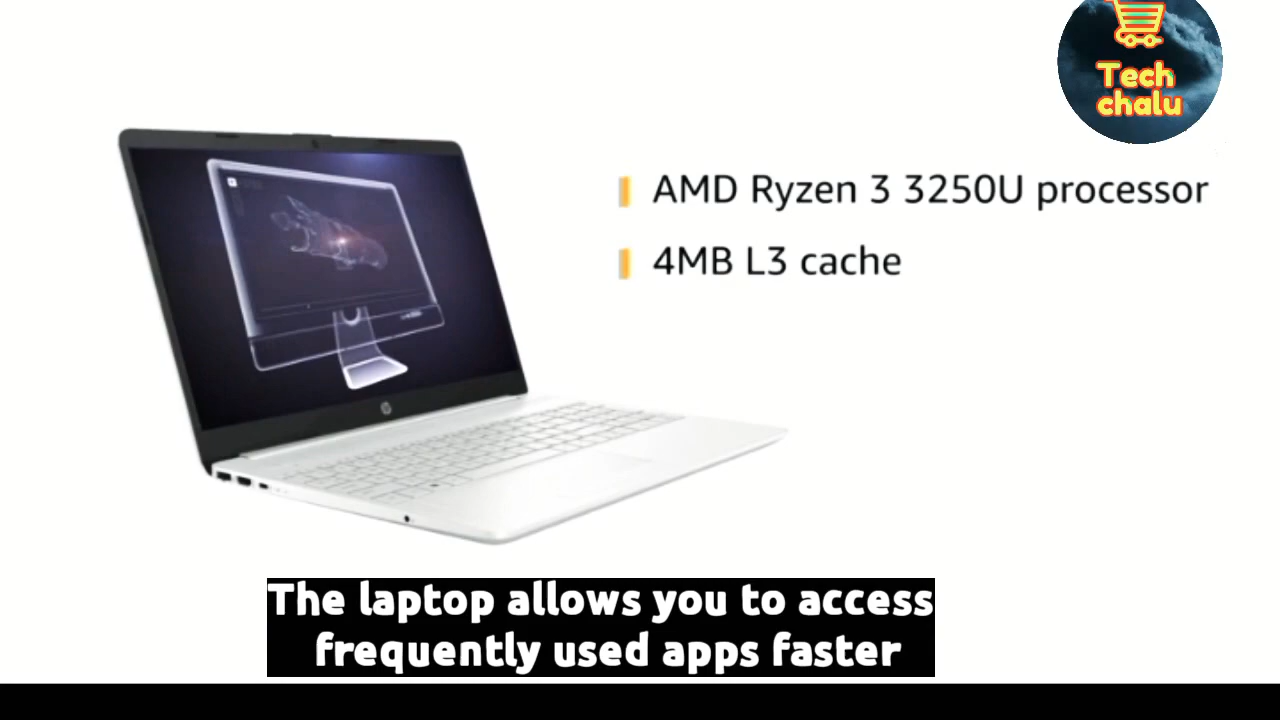 Tech
chalu
AMD Ryzen 3 3250U processor
4MB L3 cache
hp
The laptop allows you to access
frequently used apps faster